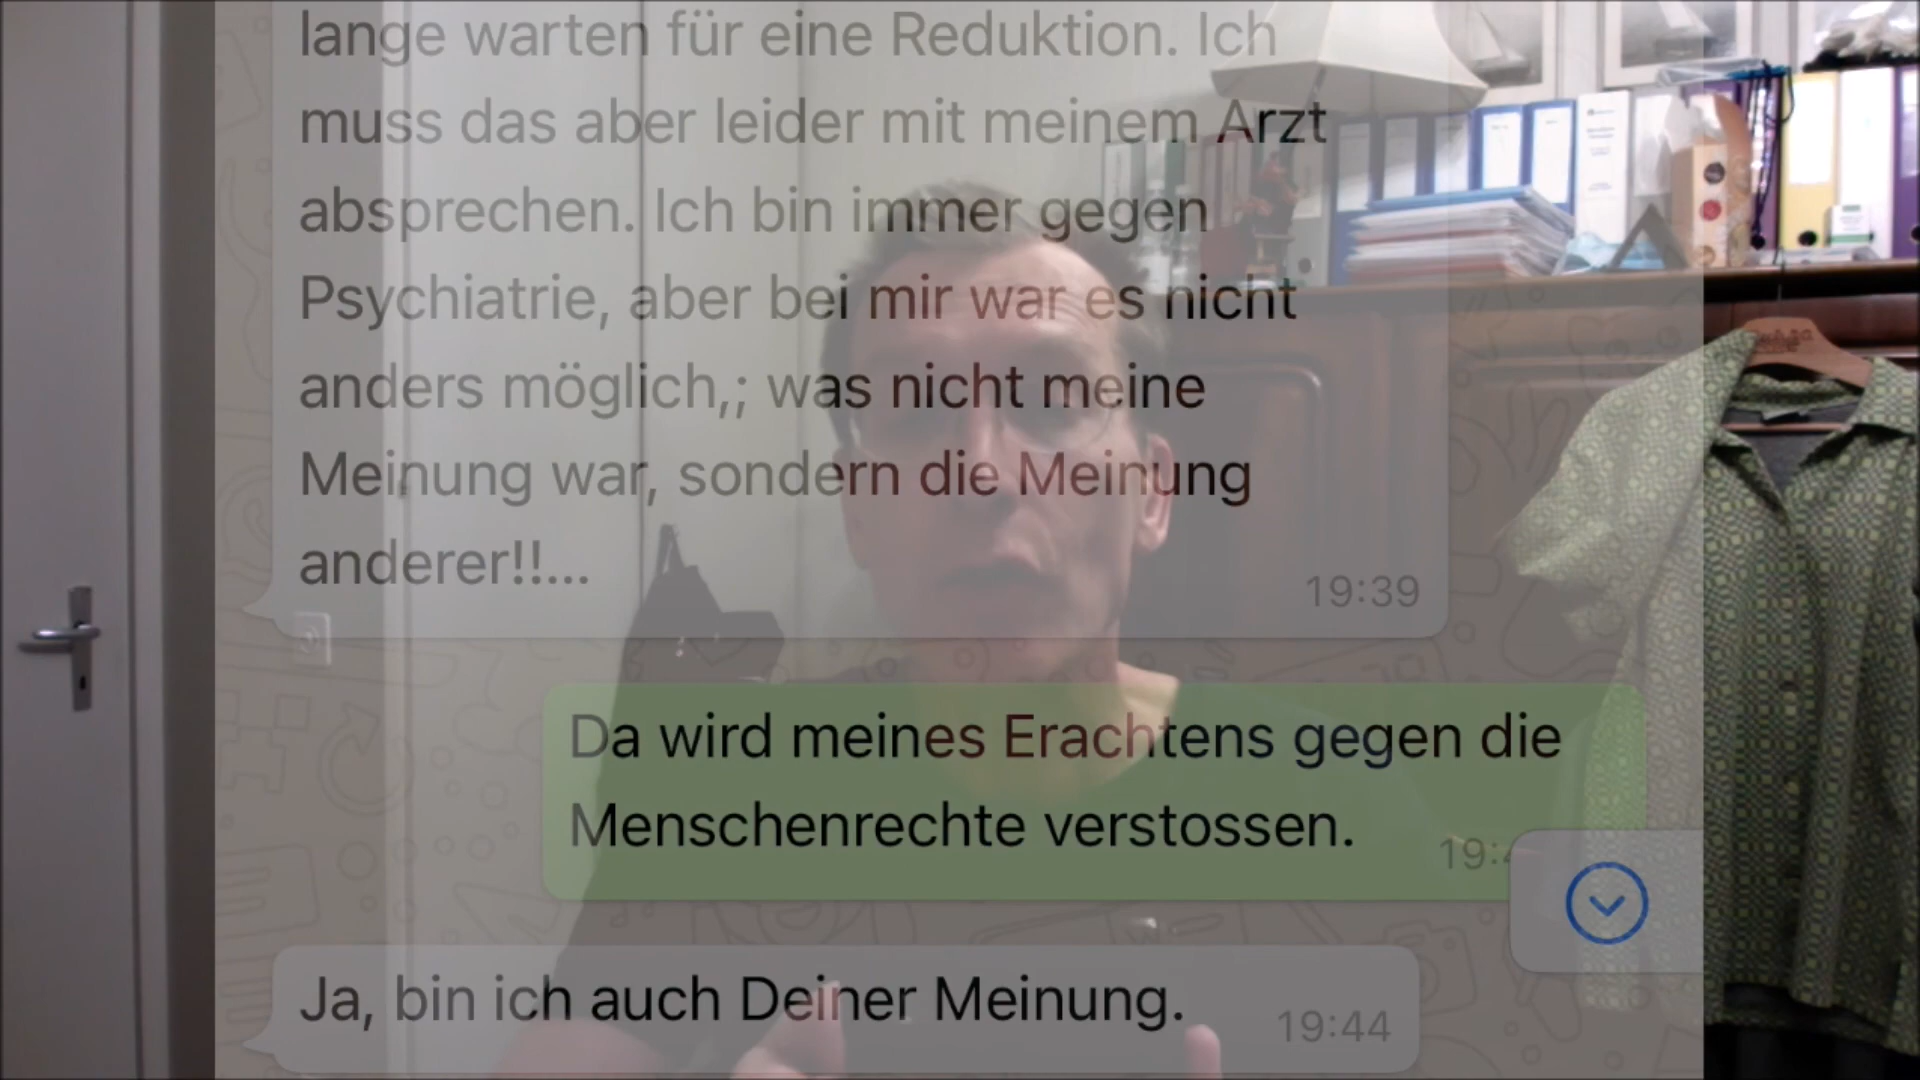 lange warten für eine Reduktion. Ich
muss das aber leider mit meinem Arzt
absprechen. Ich bin immer gegen
Psychiatrie, aber bei mir war es nicht
anders möglich,; was nicht meine
Meinung war, sondern die Meinung
anderer!!...
19:39
Da wird meines Erachtens gegen die
Menschenrechte verstossen.
Ja, bin ich auch Deiner Meinung.
19:44